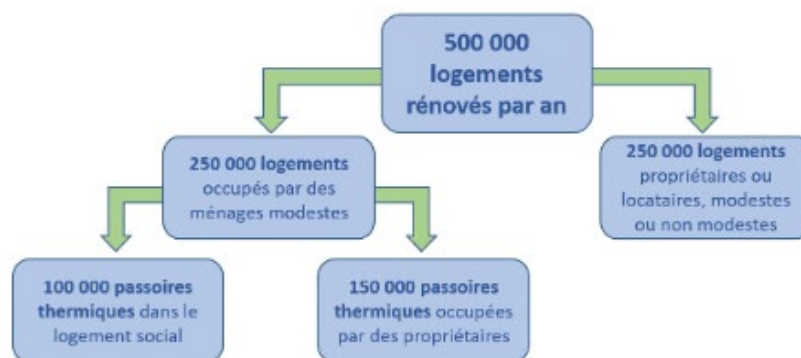 500 000
logements
rénovés par an
250 000 logements
occupés par des
ménages modestes
250 000 logements
propriétaires ou
locataires, modestes
ou non modestes
100 000 passoires
thermiques dans le
logement social
150 000 passoires
thermiques occupées
par des propriétaires